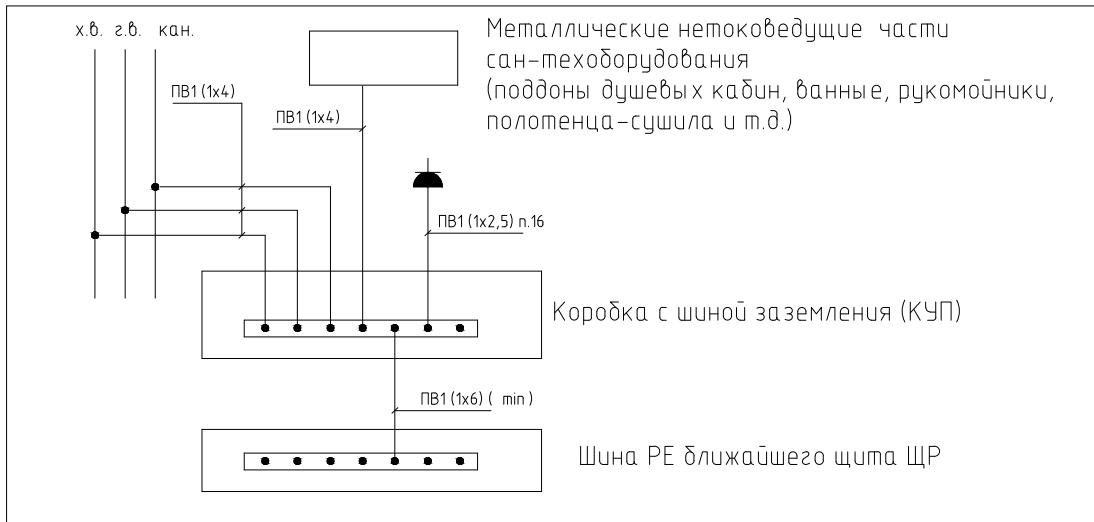 х.в. г.в. кан.
Металлические нетоковедущие части
сан-техоборудования
(поддоны душевых кабин, ванные, рукомойники,
полотенца-сушила и т.д.)
ПВ1 (1х4)
ПВ1 (1х4)
ПВ1 (1х2,5) п.16
Коробка с шиной заземления (КУП)
ПВ1 (1х6) ( min )
Шина РЕ ближайшего щита ЩР